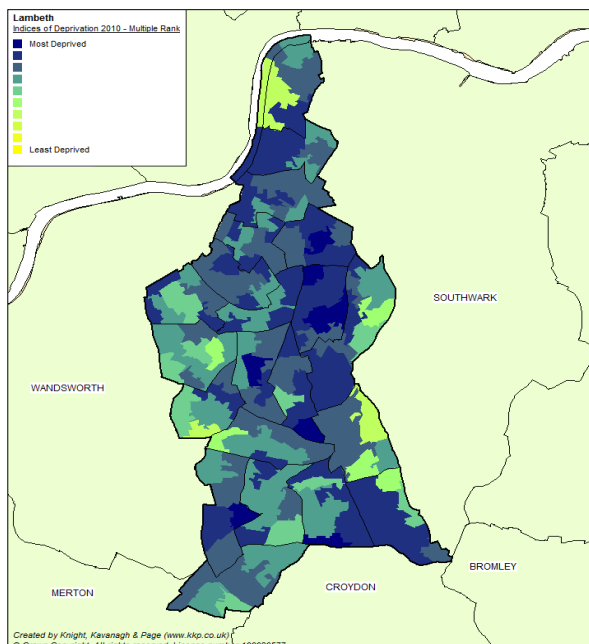 Lambeth
Indices of Deprivation 2010 - Multiple Rank
Most Deprived
Least Deprived
SOUTHWARK
WANDSWORTH
BROMLEY
CROYDON
MERTON
Created by Knight, Kavanagh & Page (www.kkp.co.uk)